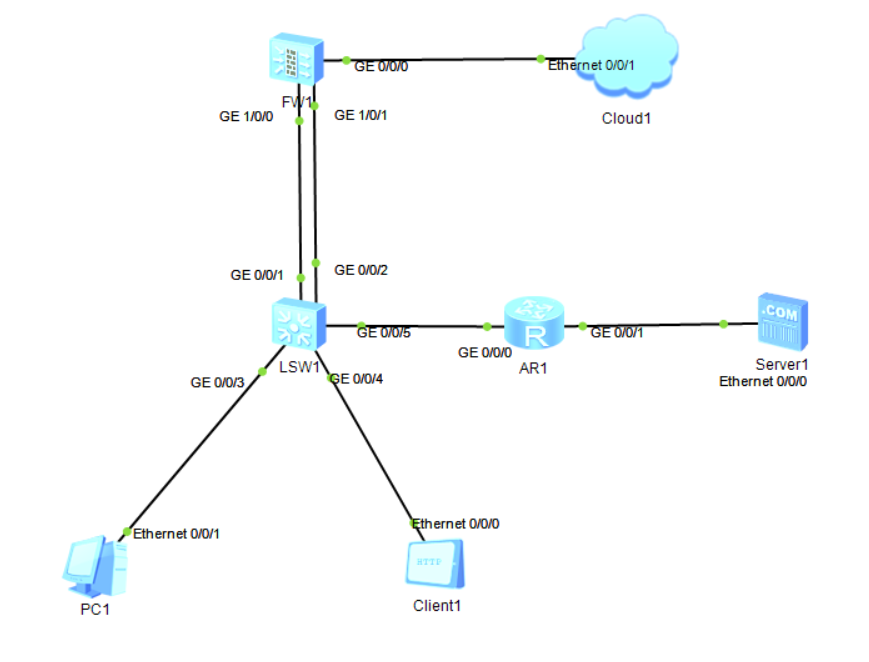 GE 0/0/0
Ethernet 0/0/1
FW1
GE 1/0/0
GE 1/0/1
Cloud1
GE 0/0/1
GE 0/0/2
.COM
R
GE 0/0/5
GE 0/0/1
GE 0/0/0
LSW1
AR1
Server1
GE 0/0/3
GE 0/0/4
Ethernet 0/0/0
Ethernet 0/0/0
Ethernet 0/0/1
HTTP
PC1
Client1